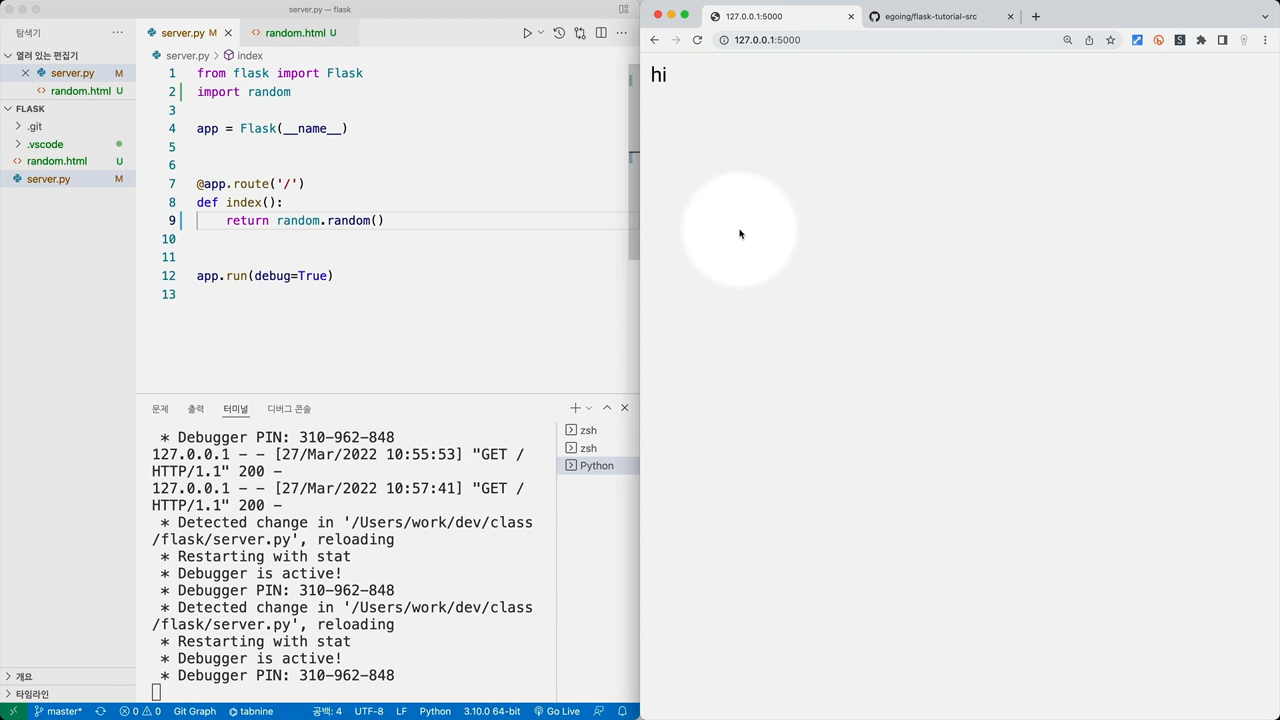 server.py — flask
탐색기
열려 있는 편집기
server.py M
random.html U
FLASK
.git
.vscode
random.html U
server.py M
개요
타임라인
server.py M
random.html U
server.py > index
1 from flask import Flask
2 import random
3
4 app = Flask(__name__)
5
6
7 @app.route('/')
8 def index():
9     return random.random()
10
11
12 app.run(debug=True)
13
문제 출력 터미널 디버그 콘솔
* Debugger PIN: 310-962-848
127.0.0.1 - - [27/Mar/2022 10:55:53] "GET /
HTTP/1.1" 200 -
127.0.0.1 - - [27/Mar/2022 10:57:41] "GET /
HTTP/1.1" 200 -
* Detected change in '/Users/work/dev/class
/flask/server.py', reloading
* Restarting with stat
* Debugger is active!
* Debugger PIN: 310-962-848
* Detected change in '/Users/work/dev/class
/flask/server.py', reloading
* Restarting with stat
* Debugger is active!
* Debugger PIN: 310-962-848
zsh
zsh
Python
master* 0 0 Git Graph tabnine 공백: 4 UTF-8 LF Python 3.10.0 64-bit Go Live
127.0.0.1:5000
egoing/flask-tutorial-src
127.0.0.1:5000
hi